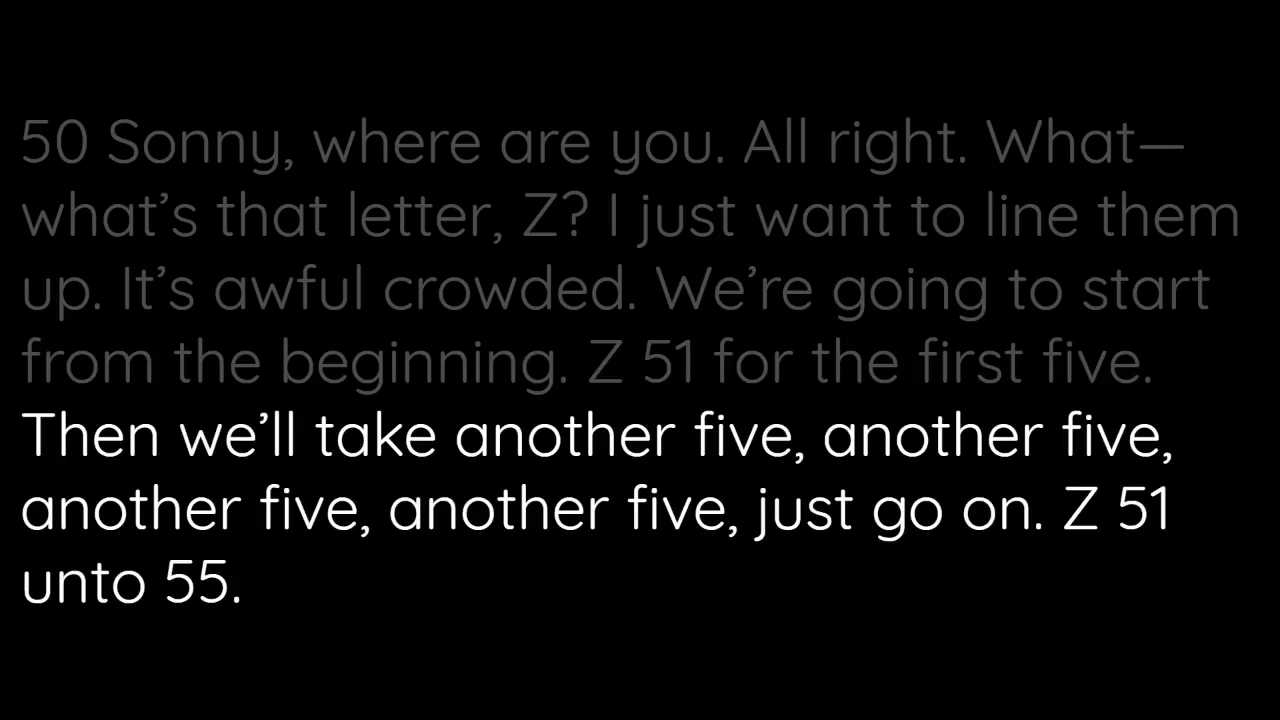 50 Sonny, where are you. All right. What—
what’s that letter, Z? I just want to line them
up. It’s awful crowded. We’re going to start
from the beginning. Z 51 for the first five.
Then we’ll take another five, another five,
another five, another five, just go on. Z 51
unto 55.